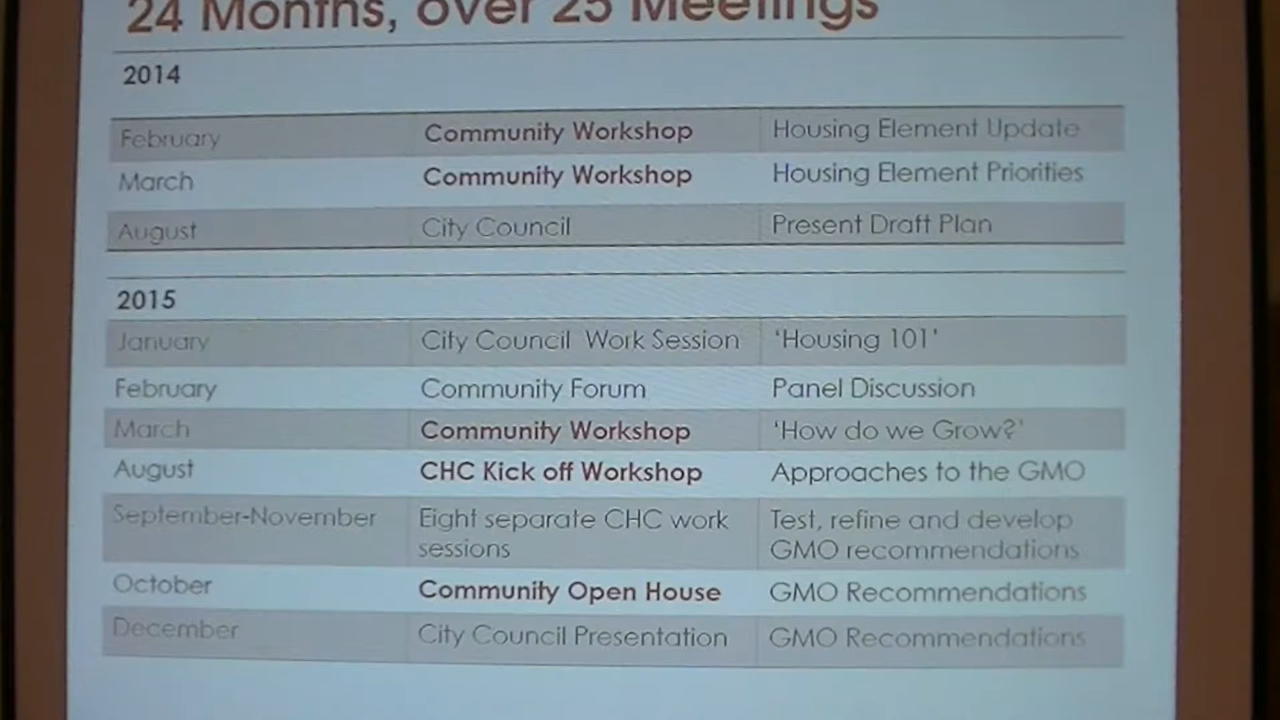 24 Months, over 25 Meetings
2014
February Community Workshop Housing Element Update
March Community Workshop Housing Element Priorities
August City Council Present Draft Plan
2015
January City Council Work Session 'Housing 101'
February Community Forum Panel Discussion
March Community Workshop 'How do we Grow?'
August CHC Kick off Workshop Approaches to the GMO
September-November Eight separate CHC work sessions Test, refine and develop GMO recommendations
October Community Open House GMO Recommendations
December City Council Presentation GMO Recommendations